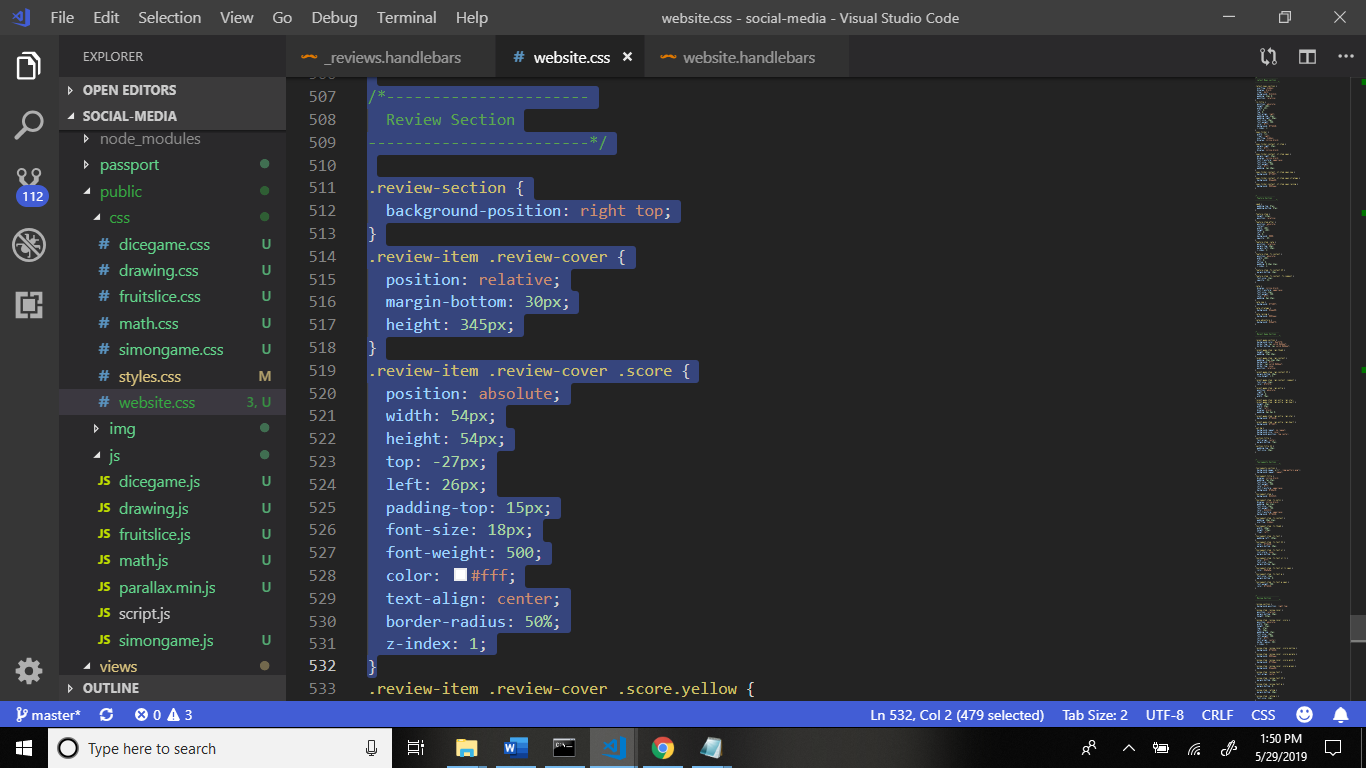 File Edit Selection View Go Debug Terminal Help website.css - social-media - Visual Studio Code
EXPLORER
OPEN EDITORS
SOCIAL-MEDIA
node_modules
passport
public
css
# dicegame.css U
# drawing.css U
# fruitslice.css U
# math.css U
# simongame.css U
# styles.css M
# website.css 3, U
img
js
JS dicegame.js U
JS drawing.js U
JS fruitslice.js U
JS math.js U
JS parallax.min.js U
JS script.js
JS simongame.js U
views
OUTLINE
112
_reviews.handlebars # website.css × website.handlebars
507 /*----------------------
508   Review Section
509 ------------------------*/
510
511 .review-section {
512   background-position: right top;
513 }
514 .review-item .review-cover {
515   position: relative;
516   margin-bottom: 30px;
517   height: 345px;
518 }
519 .review-item .review-cover .score {
520   position: absolute;
521   width: 54px;
522   height: 54px;
523   top: -27px;
524   left: 26px;
525   padding-top: 15px;
526   font-size: 18px;
527   font-weight: 500;
528   color: #fff;
529   text-align: center;
530   border-radius: 50%;
531   z-index: 1;
532 }
533 .review-item .review-cover .score.yellow {
master* 0 3 Ln 532, Col 2 (479 selected) Tab Size: 2 UTF-8 CRLF CSS
Type here to search
1:50 PM
5/29/2019